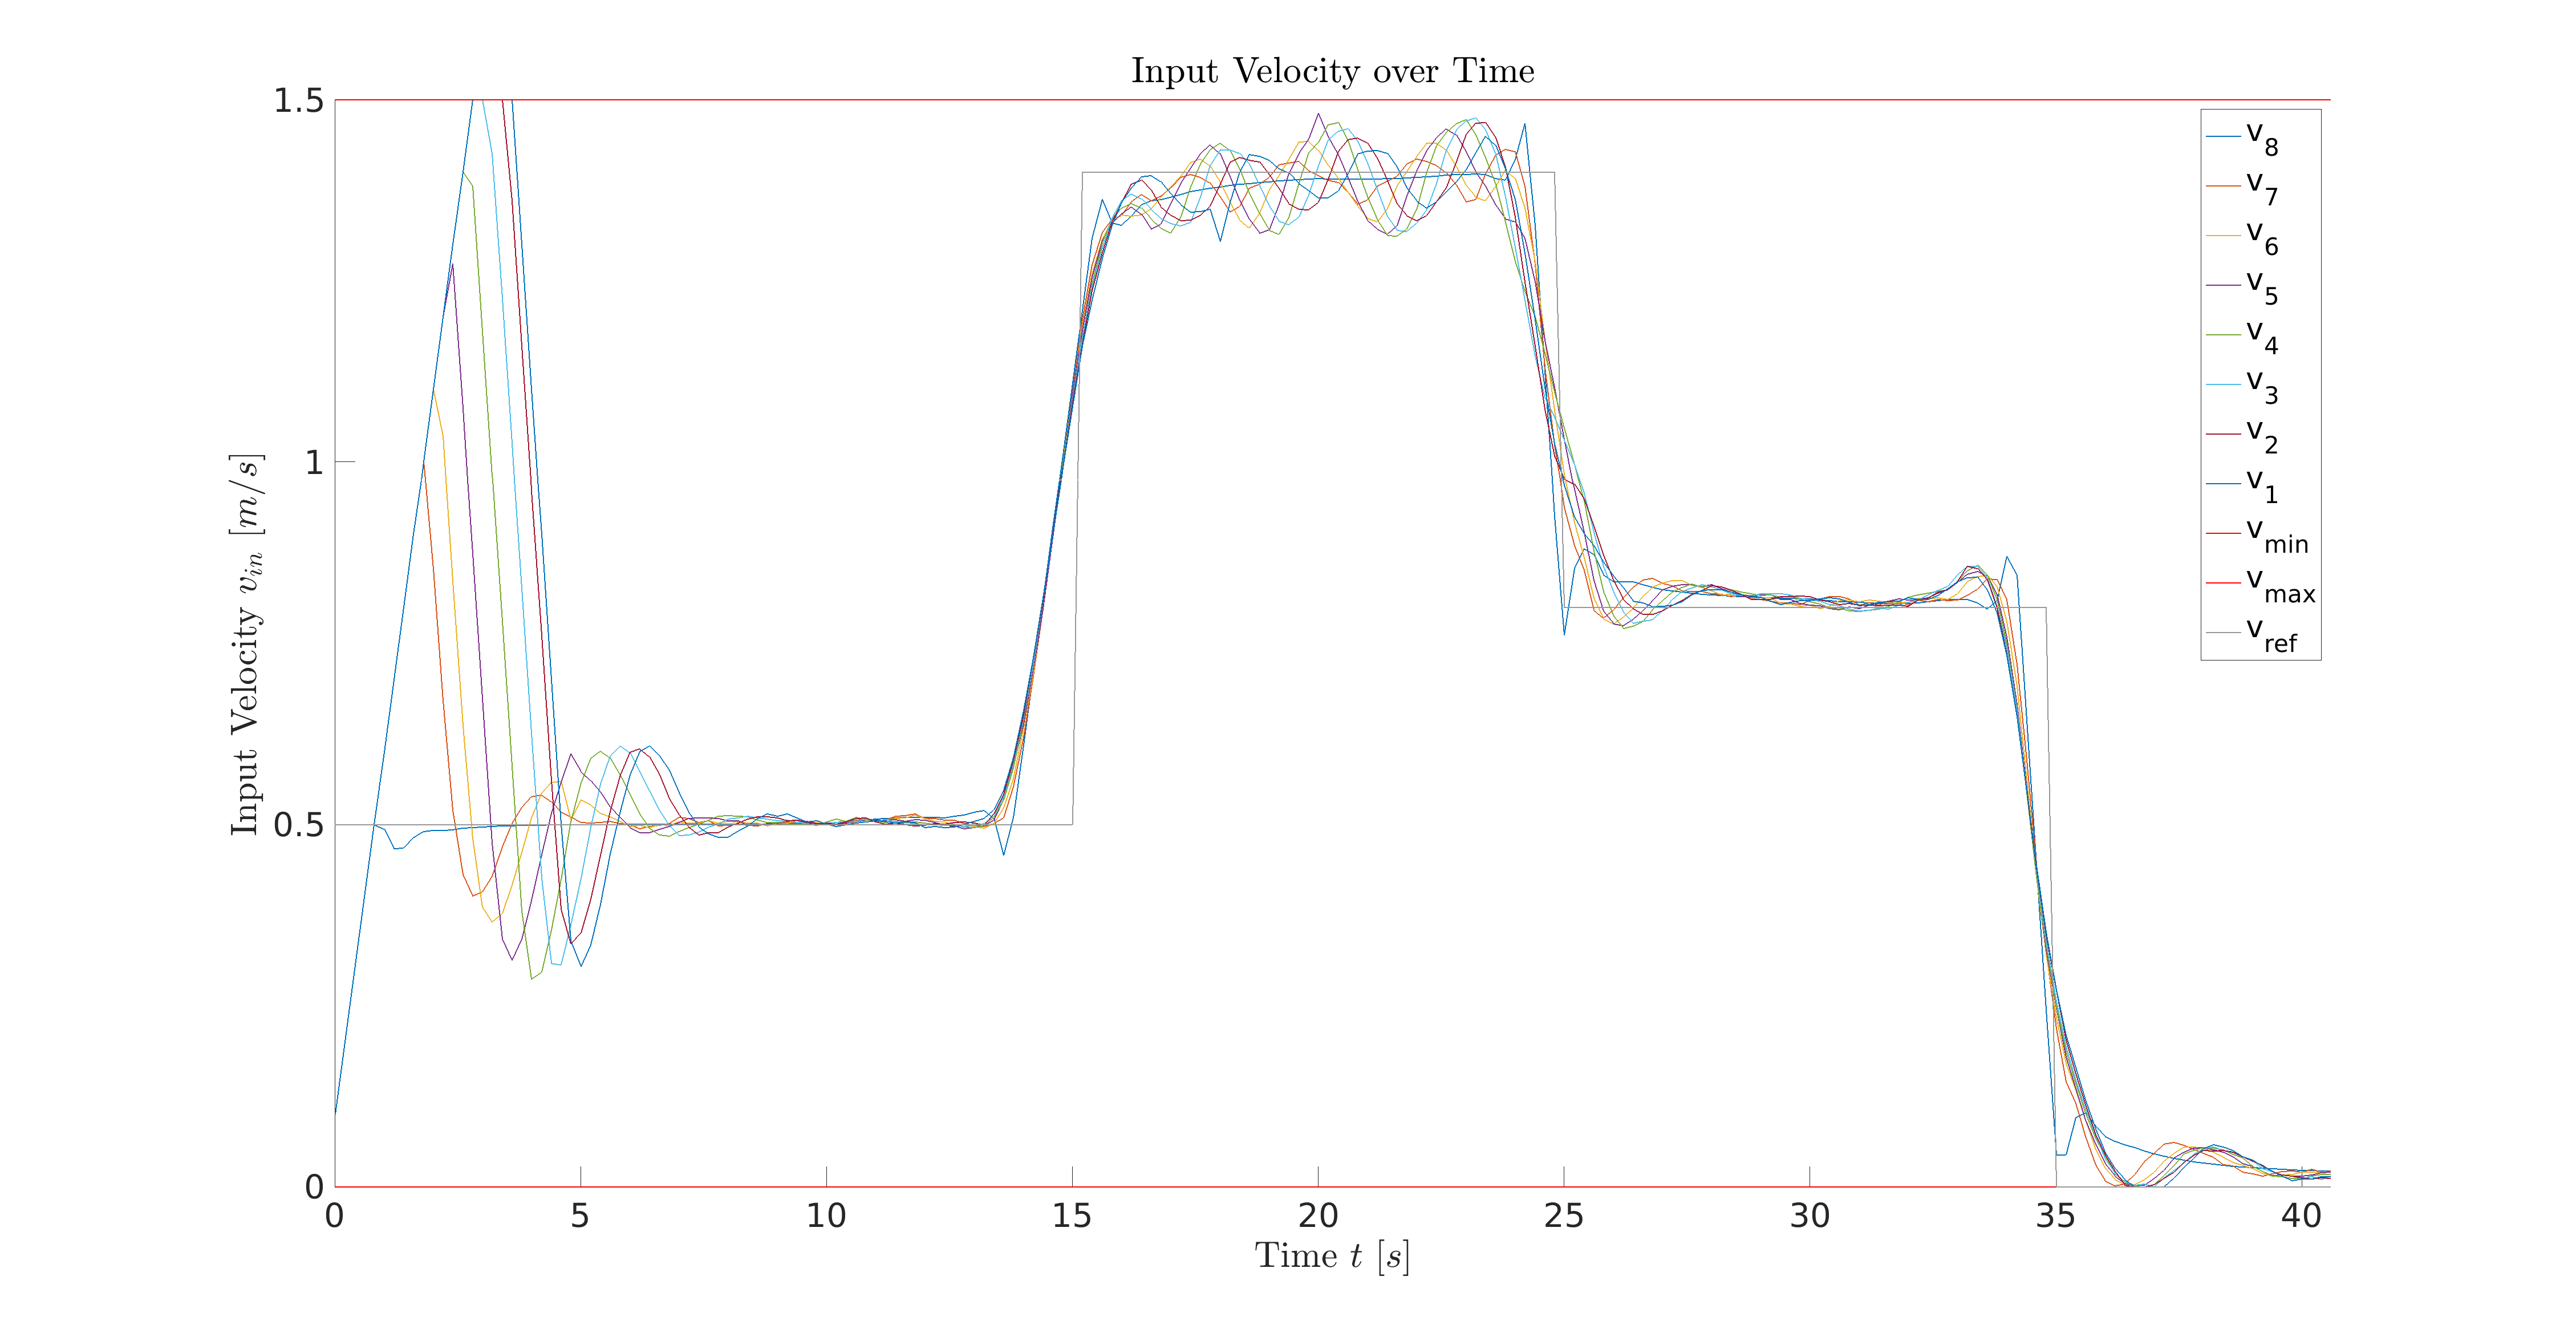 Input Velocity over Time
1.5
1
0.5
0
Input Velocity v_in [m/s]
0 5 10 15 20 25 30 35 40
Time t [s]
v_8
v_7
v_6
v_5
v_4
v_3
v_2
v_1
v_min
v_max
v_ref